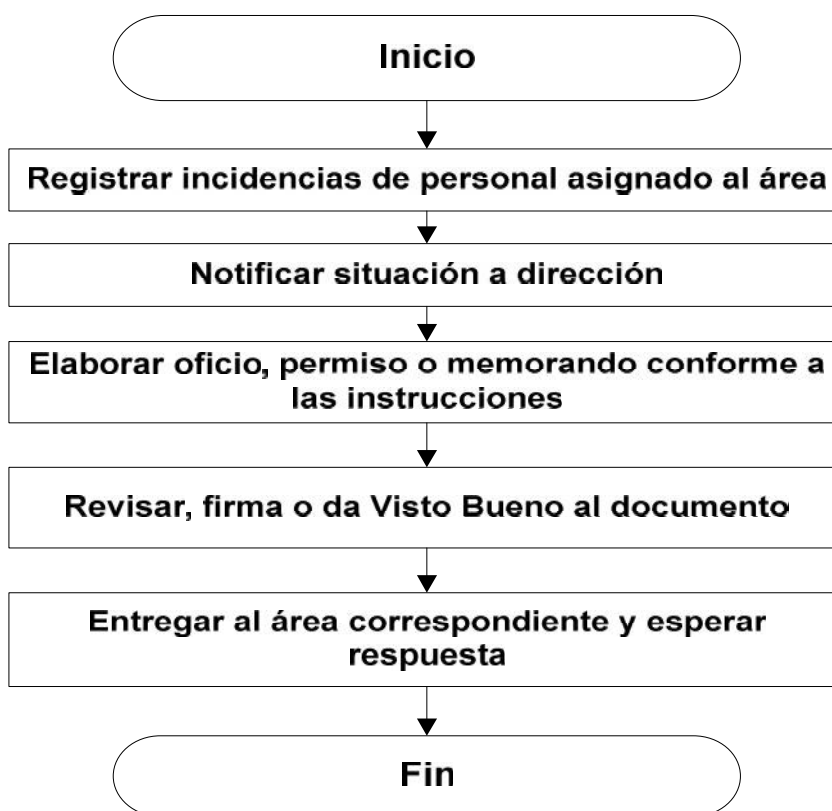 Inicio
Registrar incidencias de personal asignado al área
Notificar situación a dirección
Elaborar oficio, permiso o memorando conforme a
las instrucciones
Revisar, firma o da Visto Bueno al documento
Entregar al área correspondiente y esperar
respuesta
Fin